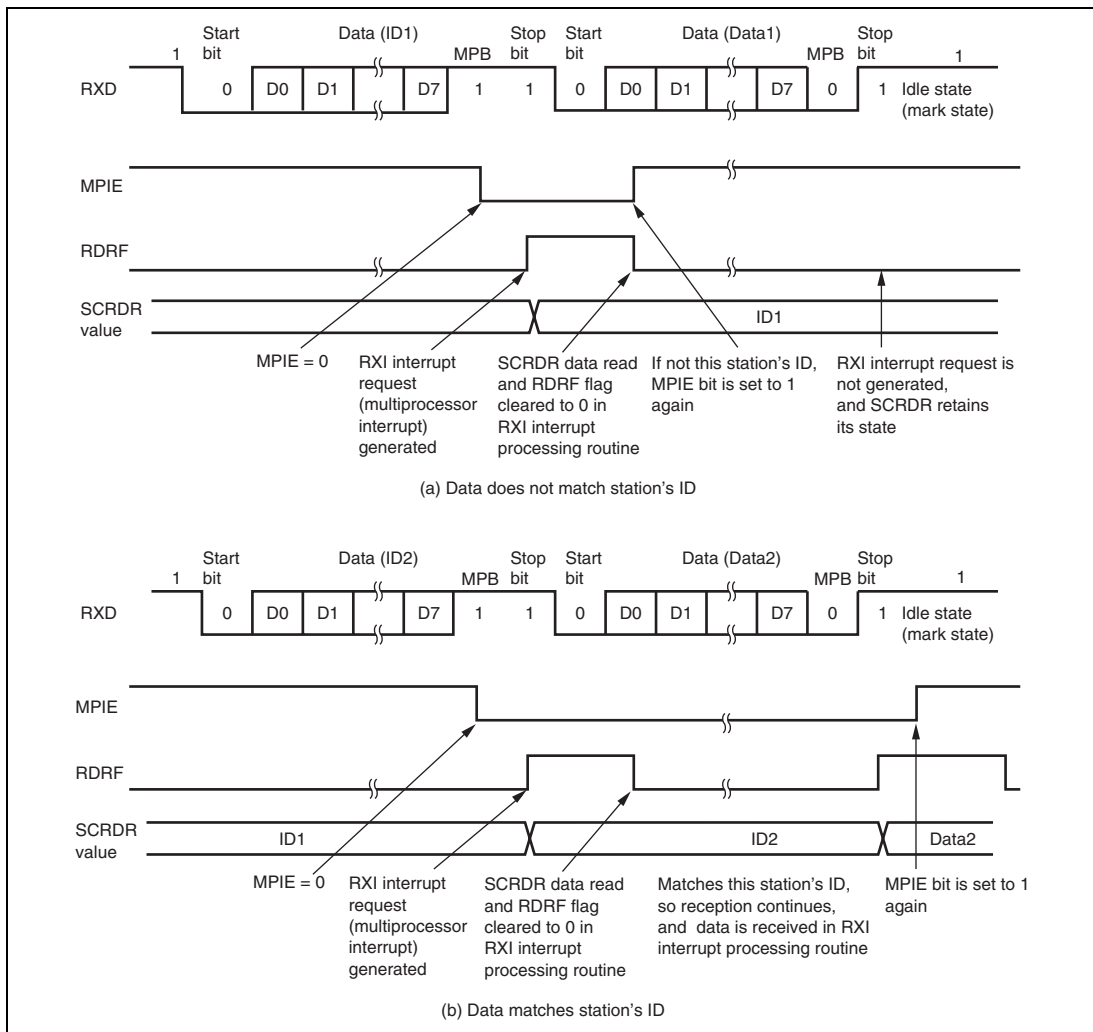 Start bit Data (ID1) MPB Stop bit Start bit Data (Data1) MPB Stop bit
1 1
RXD 0 D0 D1 D7 1 1 0 D0 D1 D7 0 1 Idle state (mark state)
MPIE
RDRF
SCRDR value ID1
MPIE = 0
RXI interrupt
request
(multiprocessor
interrupt)
generated
SCRDR data read
and RDRF flag
cleared to 0 in
RXI interrupt
processing routine
If not this station's ID,
MPIE bit is set to 1
again
RXI interrupt request is
not generated,
and SCRDR retains
its state
(a) Data does not match station's ID
Start bit Data (ID2) MPB Stop bit Start bit Data (Data2) MPB Stop bit
1 1
RXD 0 D0 D1 D7 1 1 0 D0 D1 D7 0 1 Idle state (mark state)
MPIE
RDRF
SCRDR value ID1 ID2 Data2
MPIE = 0
RXI interrupt
request
(multiprocessor
interrupt)
generated
SCRDR data read
and RDRF flag
cleared to 0 in
RXI interrupt
processing routine
Matches this station's ID,
so reception continues,
and data is received in RXI
interrupt processing routine
MPIE bit is set to 1
again
(b) Data matches station's ID